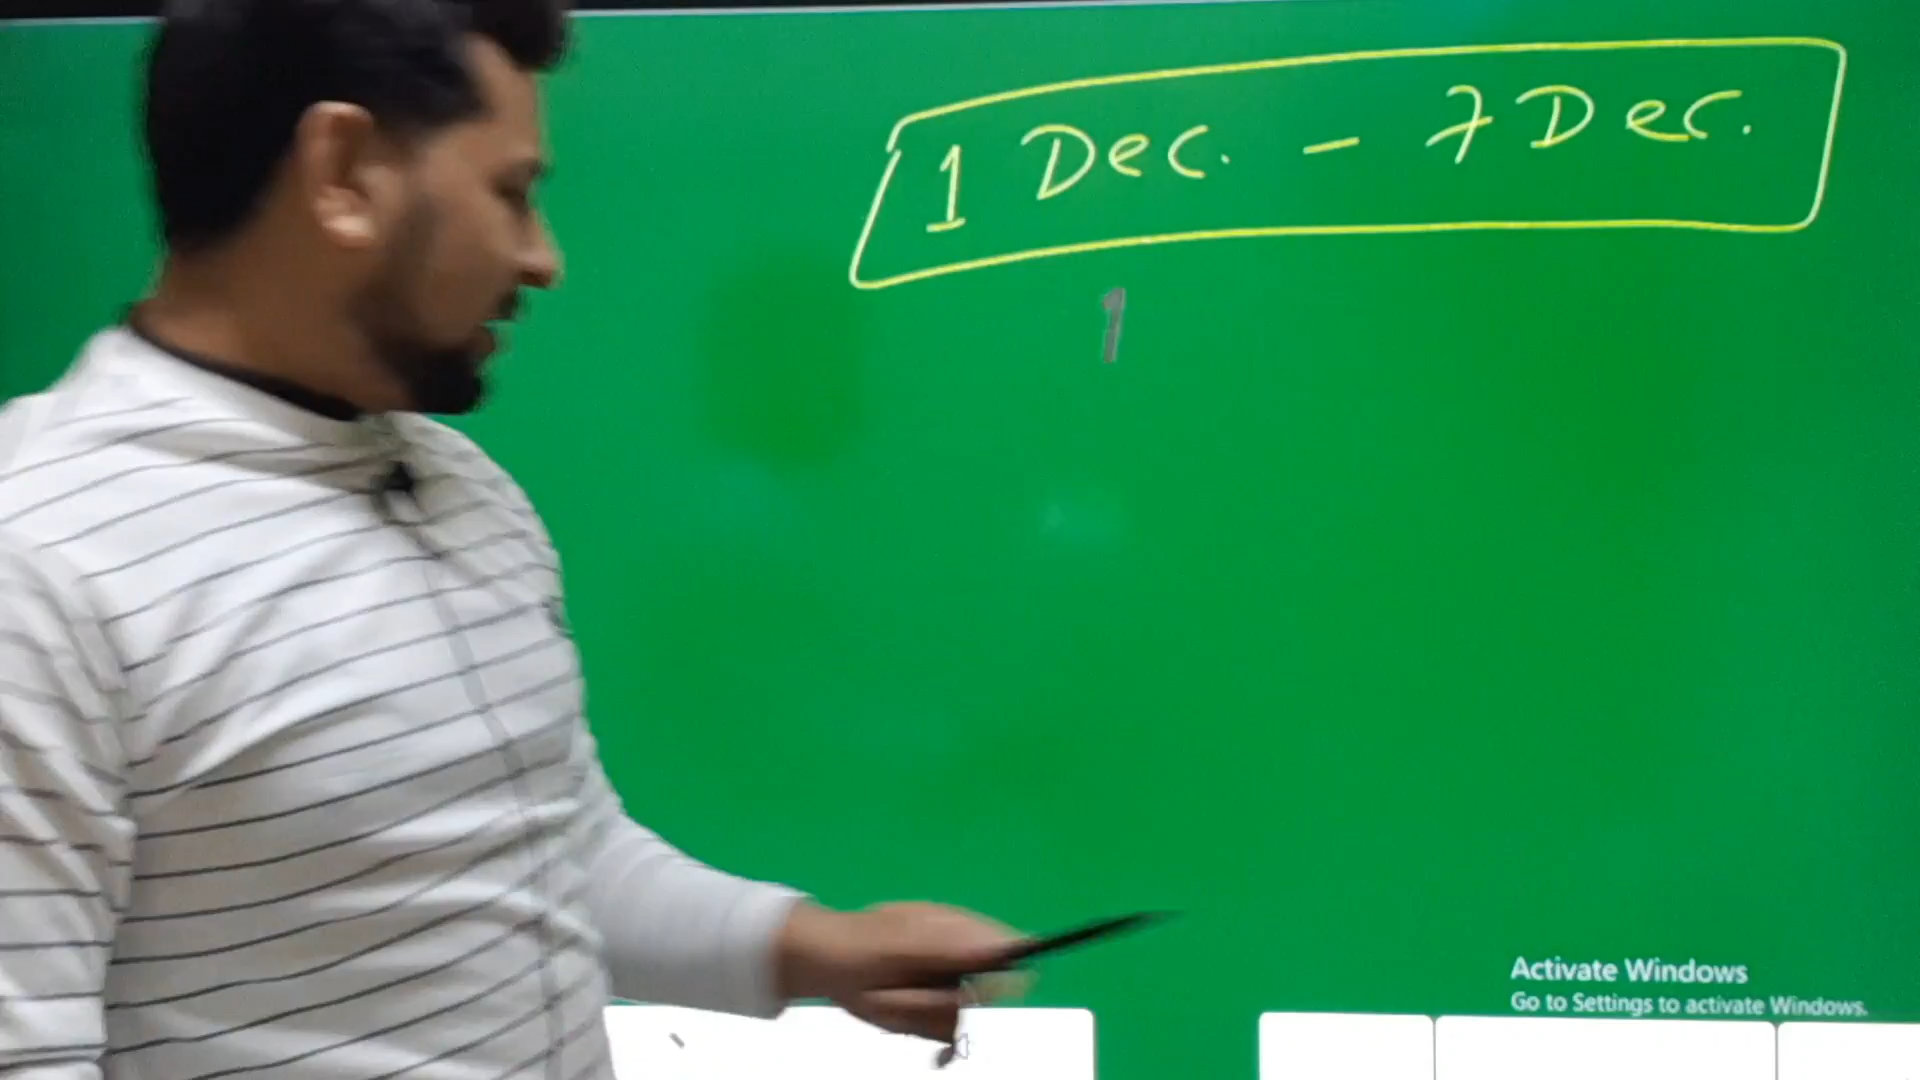 1 Dec. - 7 Dec.
1
Activate Windows
Go to Settings to activate Windows.